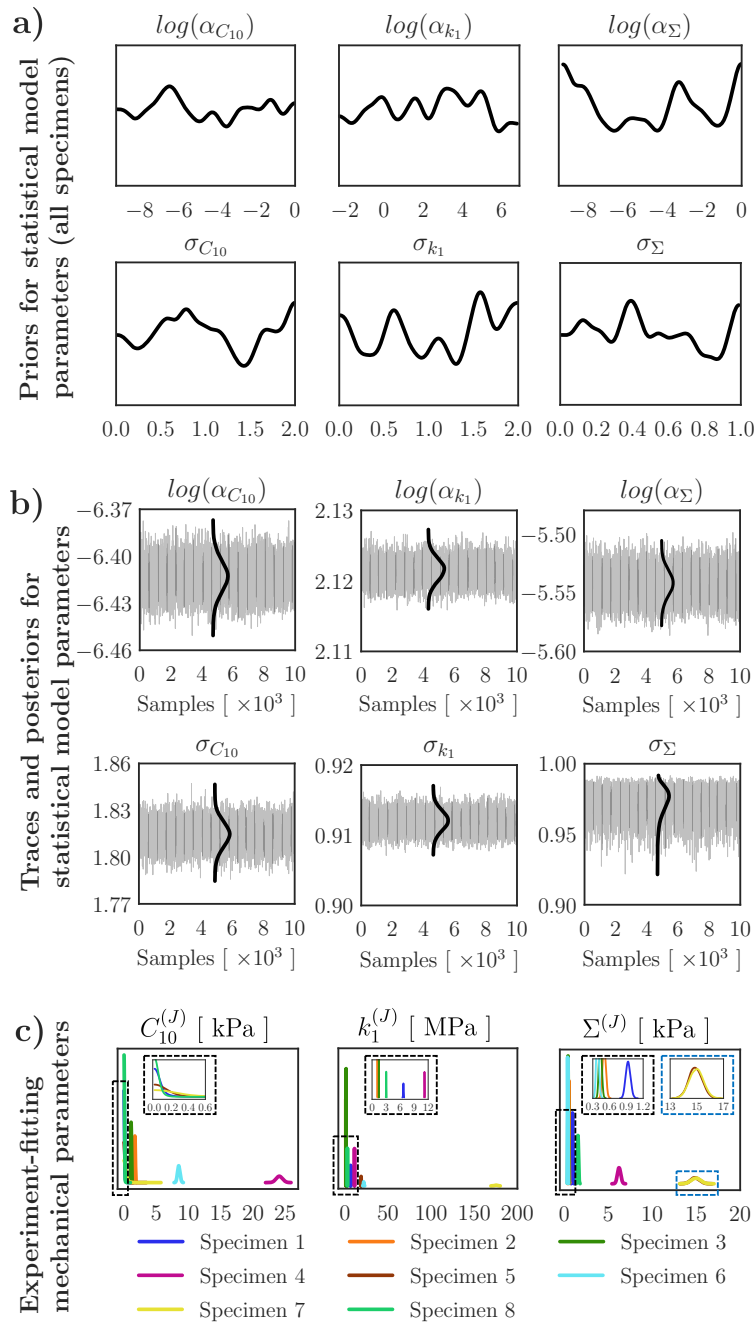 a)
Priors for statistical model
parameters (all specimens)
log(α_{C_{10}}) log(α_{k_1}) log(α_Σ)
−8 −6 −4 −2 0 −2 0 2 4 6 −8 −6 −4 −2 0
σ_{C_{10}} σ_{k_1} σ_Σ
0.0 0.5 1.0 1.5 2.0 0.0 0.5 1.0 1.5 2.0 0.0 0.2 0.4 0.6 0.8 1.0
b)
Traces and posteriors for
statistical model parameters
log(α_{C_{10}}) log(α_{k_1}) log(α_Σ)
−6.37 2.13 −5.50
−6.40 2.12 −5.55
−6.43 2.11 −5.60
−6.46
0 2 4 6 8 10 0 2 4 6 8 10 0 2 4 6 8 10
Samples [ ×10³ ] Samples [ ×10³ ] Samples [ ×10³ ]
σ_{C_{10}} σ_{k_1} σ_Σ
1.86 0.92 1.00
1.83 0.91 0.95
1.80 0.90 0.90
1.77
0 2 4 6 8 10 0 2 4 6 8 10 0 2 4 6 8 10
Samples [ ×10³ ] Samples [ ×10³ ] Samples [ ×10³ ]
c)
Experiment-fitting
mechanical parameters
C_{10}^{(J)} [ kPa ] k_1^{(J)} [ MPa ] Σ^{(J)} [ kPa ]
0.0 0.2 0.4 0.6 0 3 6 9 12 0.3 0.6 0.9 1.2 13 15 17
0 5 10 15 20 25 0 50 100 150 200 0 5 10 15 20
Specimen 1 Specimen 2 Specimen 3
Specimen 4 Specimen 5 Specimen 6
Specimen 7 Specimen 8